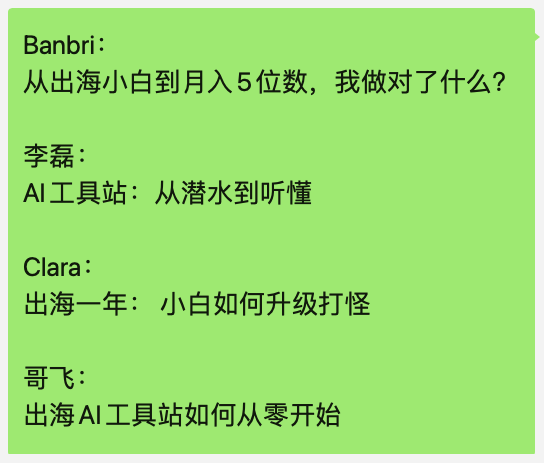 Banbri：
从出海小白到月入5位数，我做对了什么？
李磊：
AI工具站：从潜水到听懂
Clara：
出海一年： 小白如何升级打怪
哥飞：
出海AI工具站如何从零开始